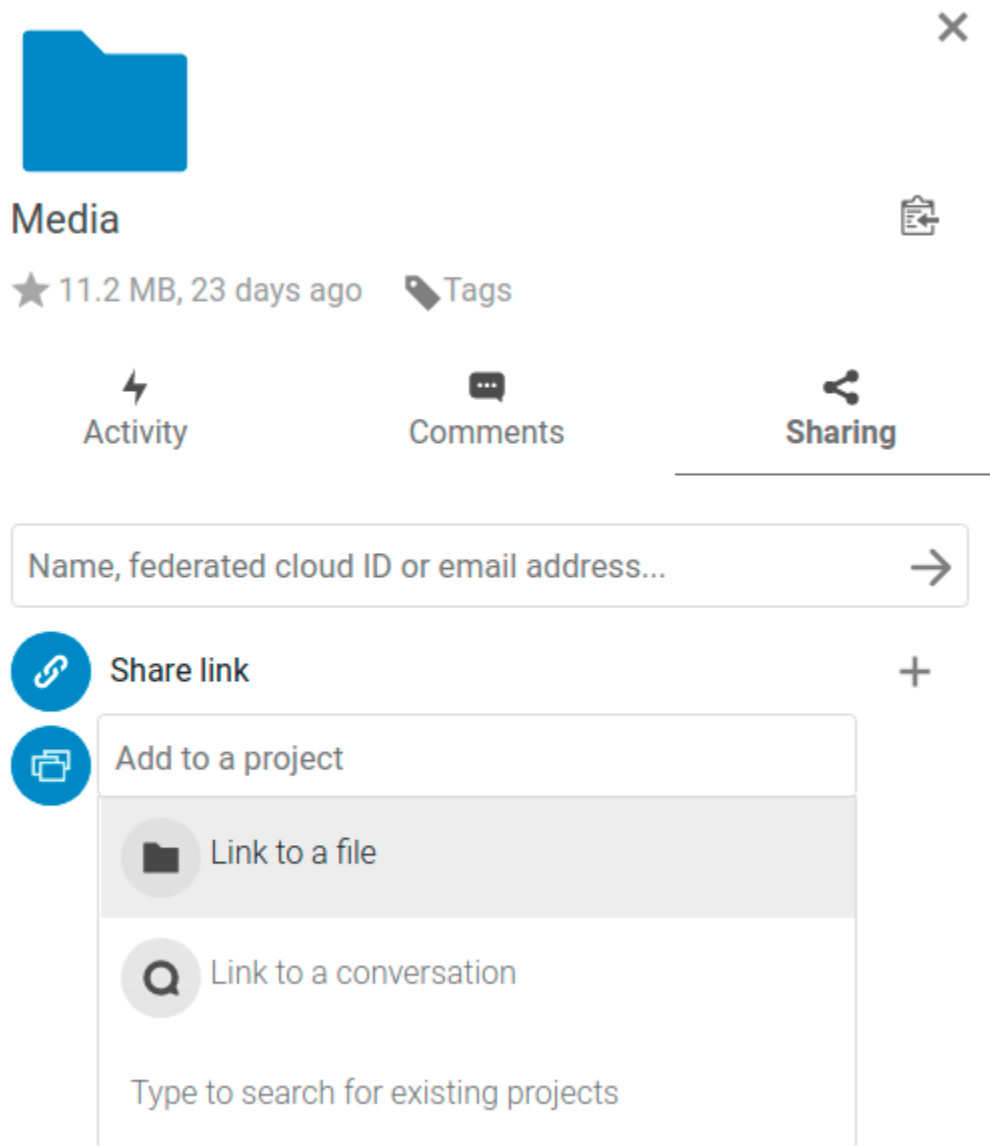 Media
11.2 MB, 23 days ago Tags
Activity Comments Sharing
Name, federated cloud ID or email address...
Share link
Add to a project
Link to a file
Link to a conversation
Type to search for existing projects